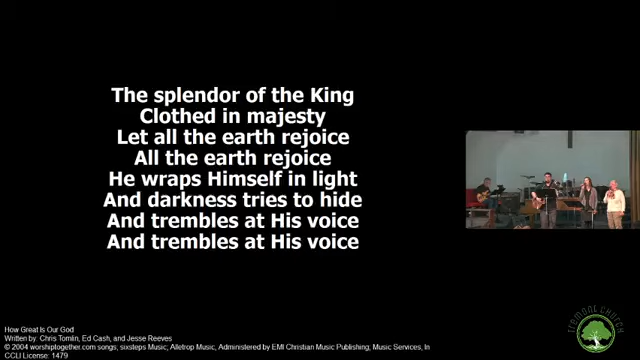 The splendor of the King
Clothed in majesty
Let all the earth rejoice
All the earth rejoice
He wraps Himself in light
And darkness tries to hide
And trembles at His voice
And trembles at His voice
How Great Is Our God
Written by: Chris Tomlin, Ed Cash, and Jesse Reeves
© 2004 worshiptogether.com songs; sixsteps Music, Alletrop Music, Administered by EMI Christian Music Publishing; Music Services, In
CCLI License: 1479
Tremont Church